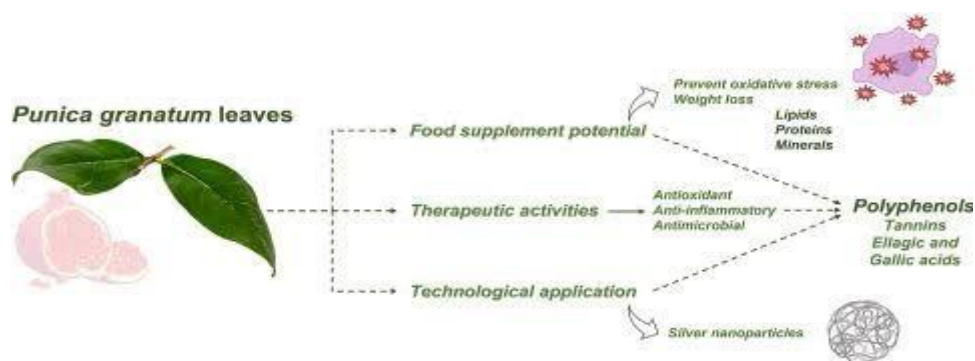 Punica granatum leaves
Prevent oxidative stress
Weight loss
Lipids
Proteins
Minerals
Food supplement potential
Therapeutic activities
Antioxidant
Anti-inflammatory
Antimicrobial
Polyphenols
Tannins
Ellagic and
Gallic acids
Technological application
Silver nanoparticles